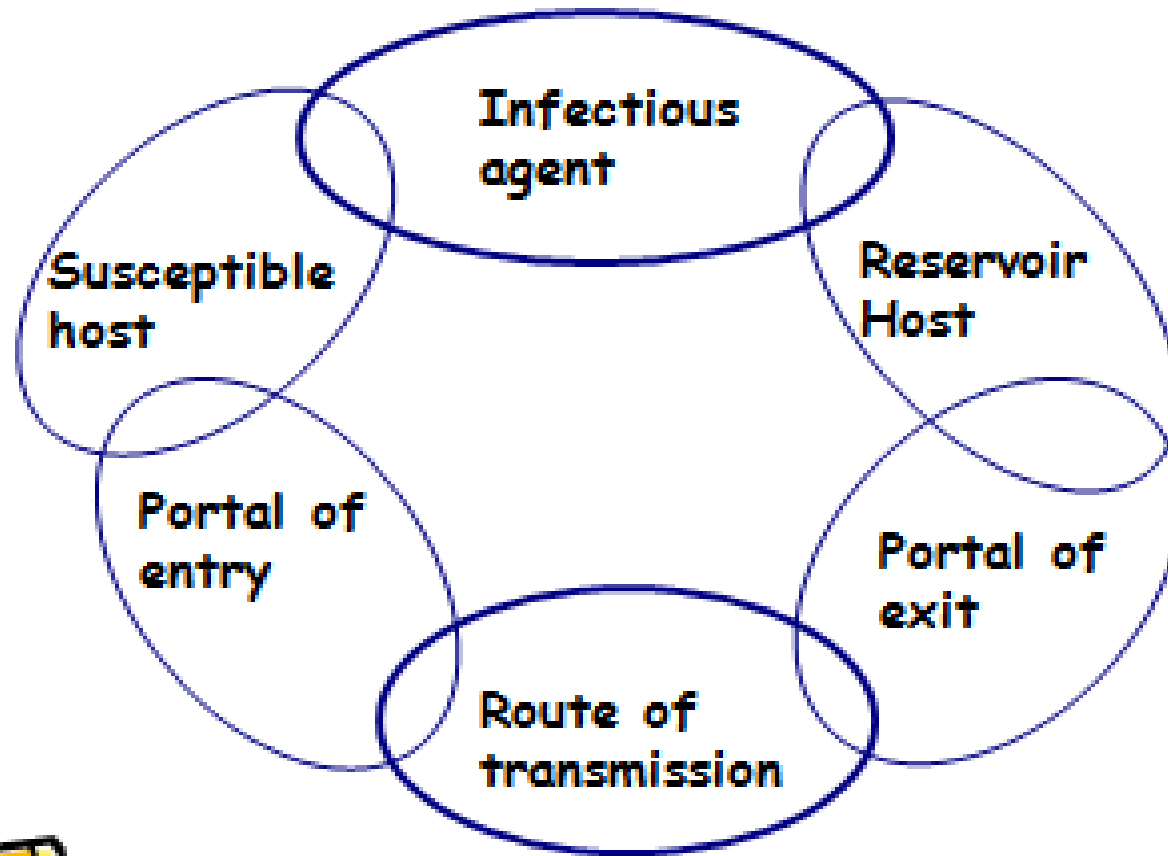 Infectious
agent
Reservoir
Host
Portal of
exit
Route of
transmission
Portal of
entry
Susceptible
host